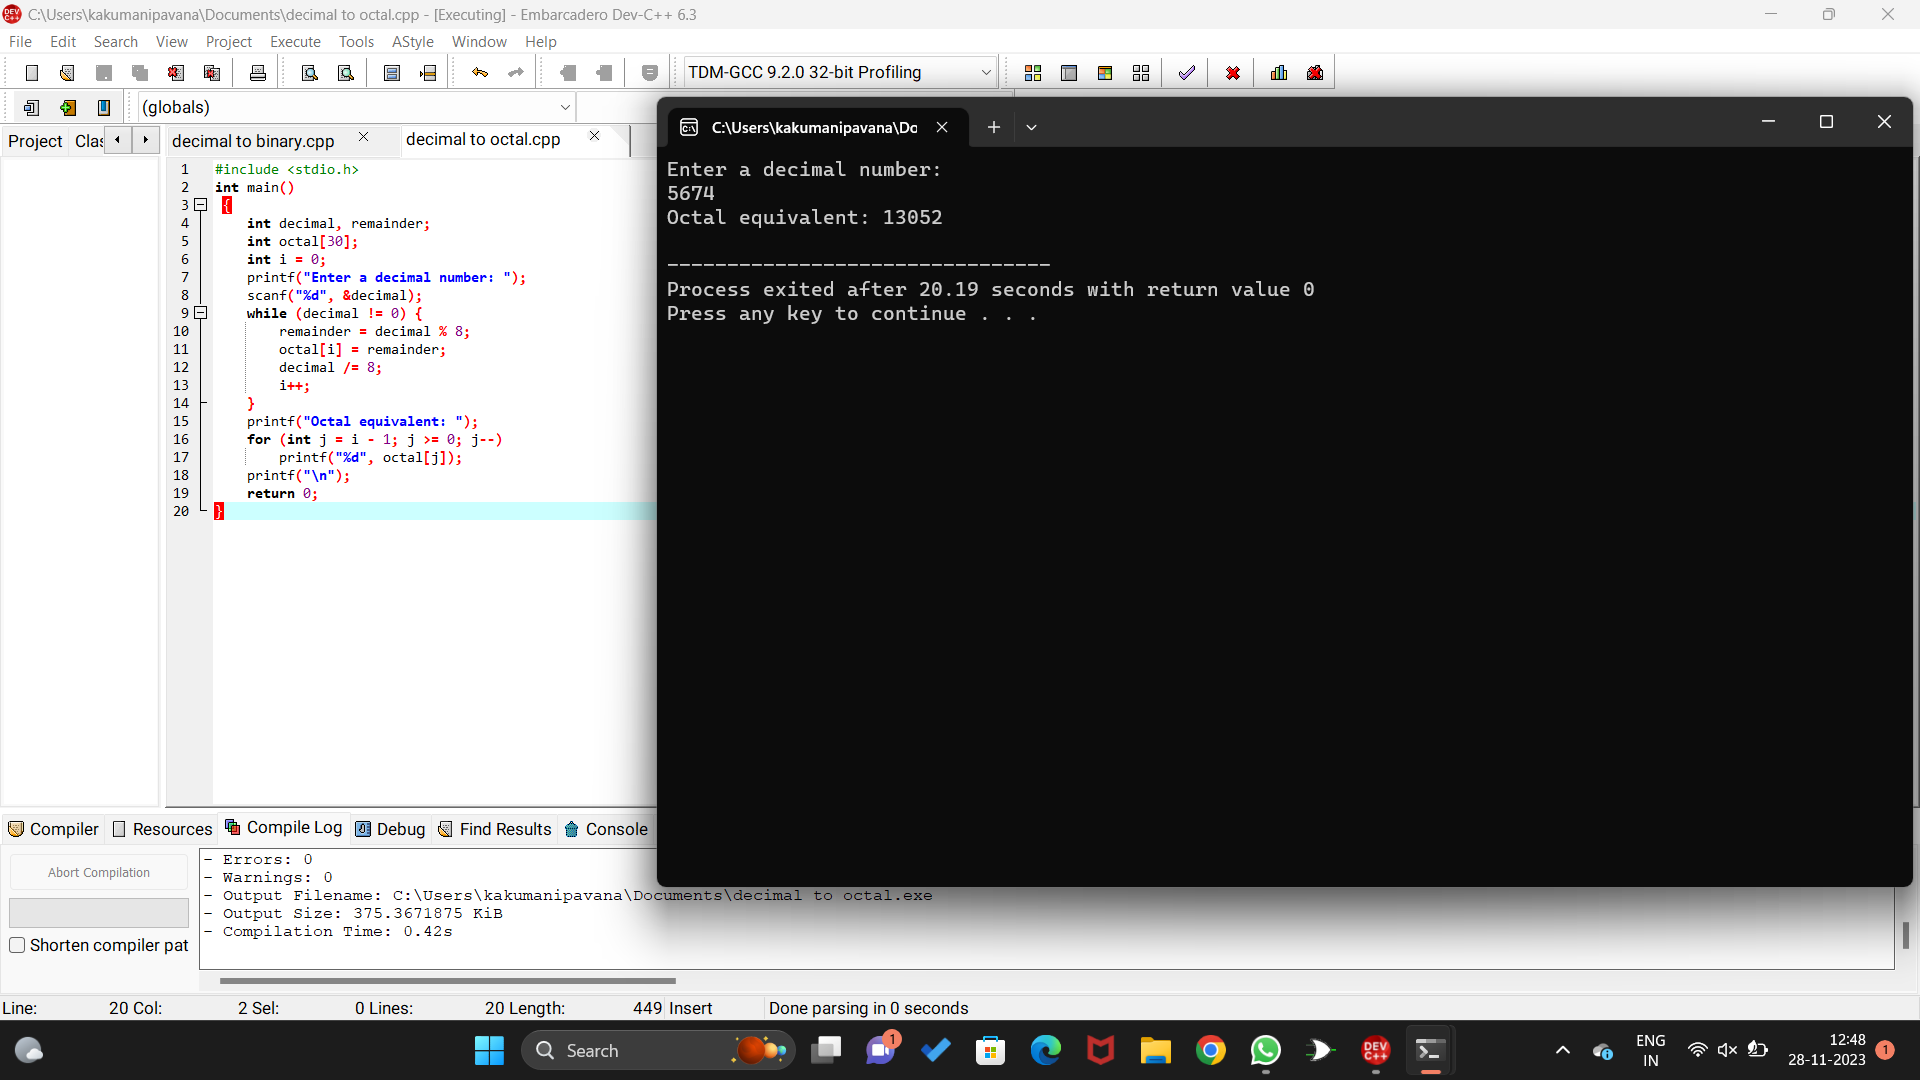 DEV C++ C:\Users\kakumanipavana\Documents\decimal to octal.cpp - [Executing] - Embarcadero Dev-C++ 6.3
File Edit Search View Project Execute Tools AStyle Window Help
TDM-GCC 9.2.0 32-bit Profiling
(globals)
Project Clas decimal to binary.cpp decimal to octal.cpp
1 #include <stdio.h>
2 int main()
3 {
4 int decimal, remainder;
5 int octal[30];
6 int i = 0;
7 printf("Enter a decimal number: ");
8 scanf("%d", &decimal);
9 while (decimal != 0) {
10 remainder = decimal % 8;
11 octal[i] = remainder;
12 decimal /= 8;
13 i++;
14 }
15 printf("Octal equivalent: ");
16 for (int j = i - 1; j >= 0; j--)
17 printf("%d", octal[j]);
18 printf("\n");
19 return 0;
20 }
C:\Users\kakumanipavana\Do
Enter a decimal number:
5674
Octal equivalent: 13052
--------------------------------
Process exited after 20.19 seconds with return value 0
Press any key to continue . . .
Compiler Resources Compile Log Debug Find Results Console
Abort Compilation
Shorten compiler pat
- Errors: 0
- Warnings: 0
- Output Filename: C:\Users\kakumanipavana\Documents\decimal to octal.exe
- Output Size: 375.3671875 KiB
- Compilation Time: 0.42s
Line: 20 Col: 2 Sel: 0 Lines: 20 Length: 449 Insert Done parsing in 0 seconds
Search
1
DEV C++
ENG
IN
12:48
28-11-2023
1